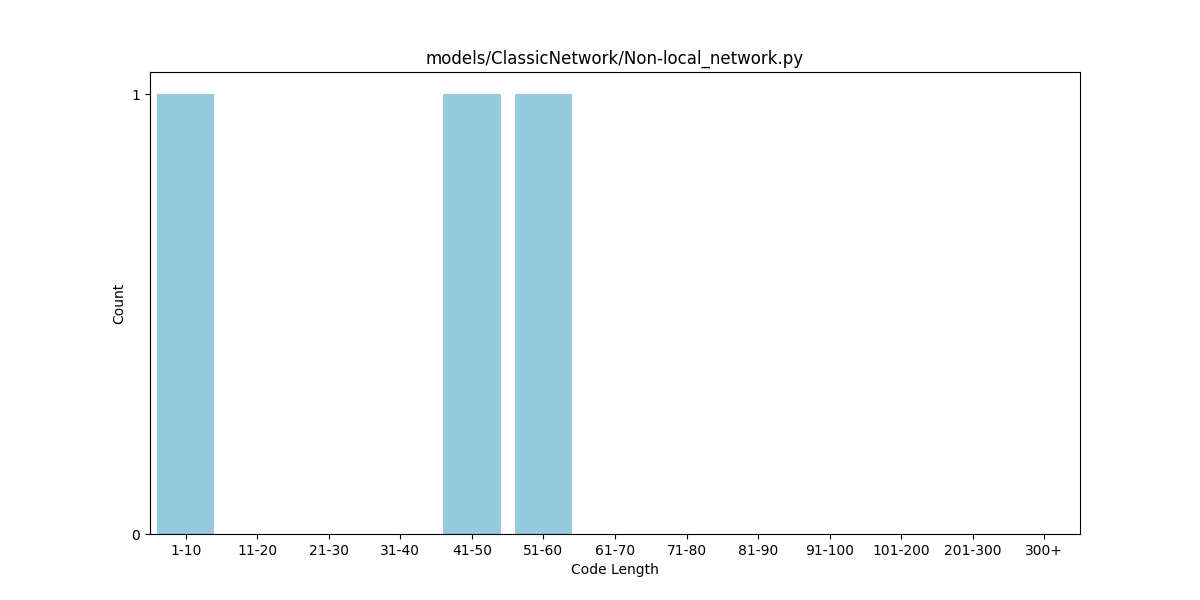 models/ClassicNetwork/Non-local_network.py
1
0
Count
1-10 11-20 21-30 31-40 41-50 51-60 61-70 71-80 81-90 91-100 101-200 201-300 300+
Code Length